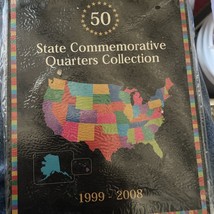 50
State Commemorative
Quarters Collection
1999 - 2008